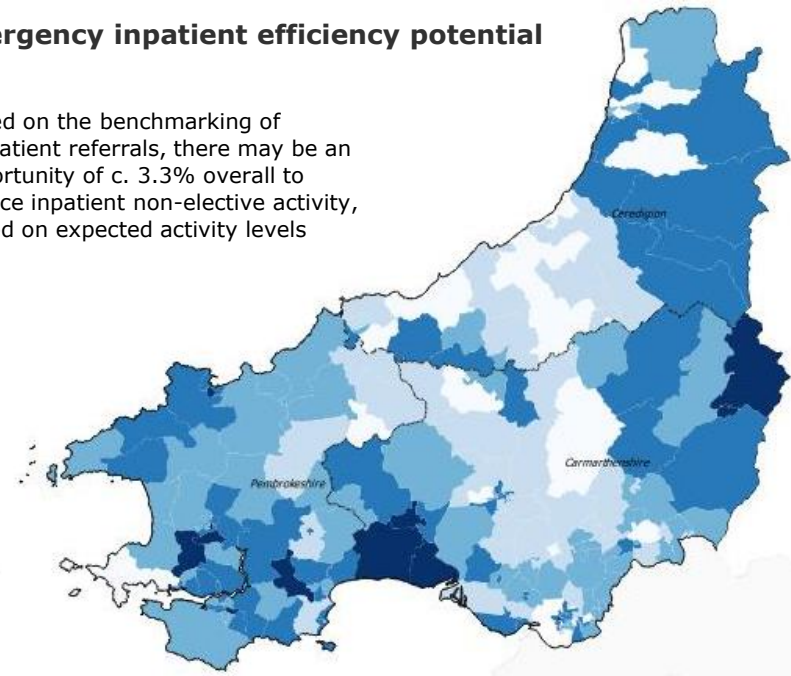 ergency inpatient efficiency potential
ed on the benchmarking of
atient referrals, there may be an
ortunity of c. 3.3% overall to
ce inpatient non-elective activity,
d on expected activity levels
Ceredigion
Carmarthenshire
Pembrokeshire